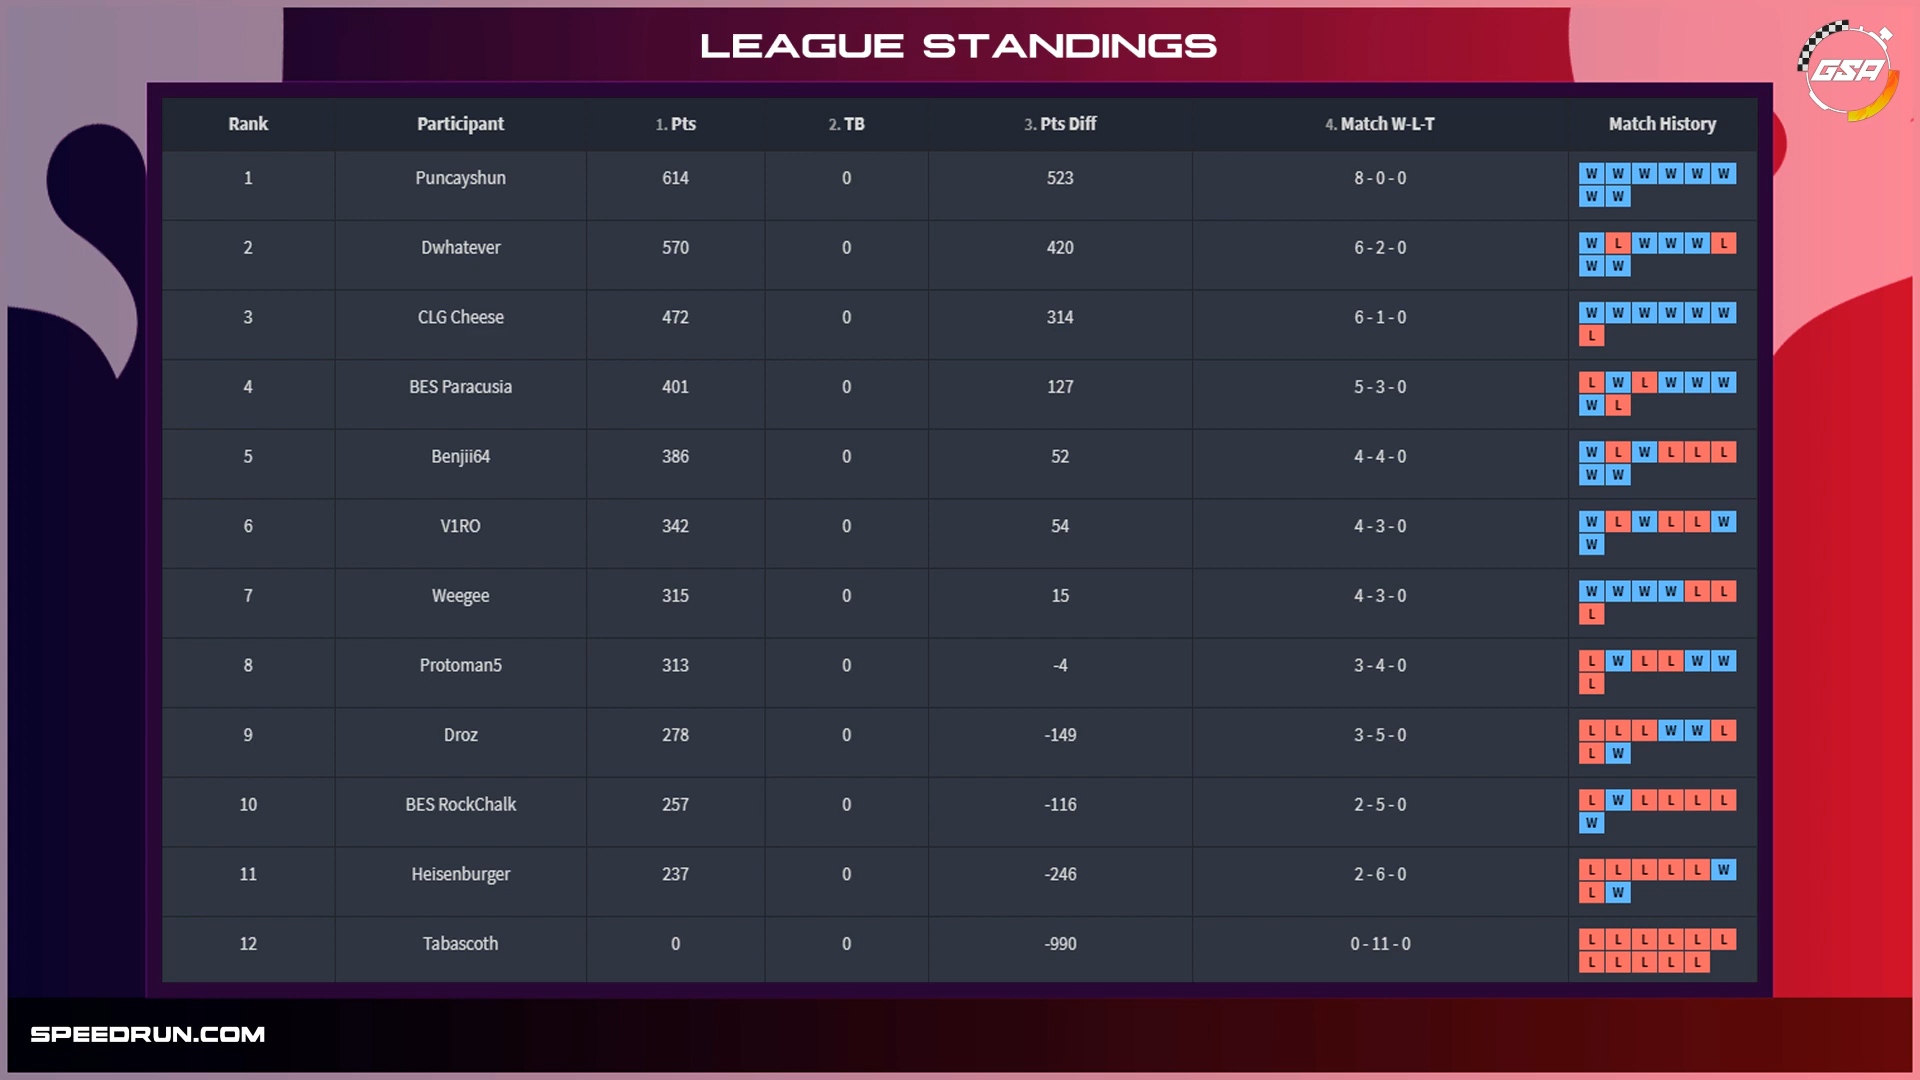 LEAGUE STANDINGS
GSA
Rank Participant 1. Pts 2. TB 3. Pts Diff 4. Match W-L-T Match History
1 Puncayshun 614 0 523 8 - 0 - 0 W W W W W W
W W
2 Dwhatever 570 0 420 6 - 2 - 0 W L W W W L
W W
3 CLG Cheese 472 0 314 6 - 1 - 0 W W W W W W
L
4 BES Paracusia 401 0 127 5 - 3 - 0 L W L W W W
W L
5 Benjii64 386 0 52 4 - 4 - 0 W L W L L L
W W
6 V1RO 342 0 54 4 - 3 - 0 W L W L L W
W
7 Weegee 315 0 15 4 - 3 - 0 W W W W L L
L
8 Protoman5 313 0 -4 3 - 4 - 0 L W L L W W
L
9 Droz 278 0 -149 3 - 5 - 0 L L L W W L
L W
10 BES RockChalk 257 0 -116 2 - 5 - 0 L W L L L L
W
11 Heisenburger 237 0 -246 2 - 6 - 0 L L L L L W
L W
12 Tabascoth 0 0 -990 0 - 11 - 0 L L L L L L
L L L L L
SPEEDRUN.COM